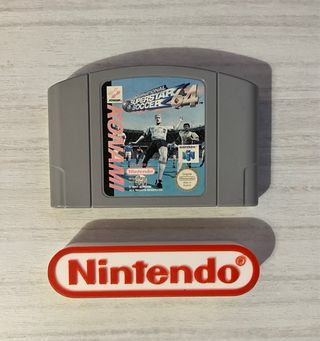 INTERNATIONAL
SUPERSTAR
SOCCER
64
KONAMI
Nintendo
Nintendo®